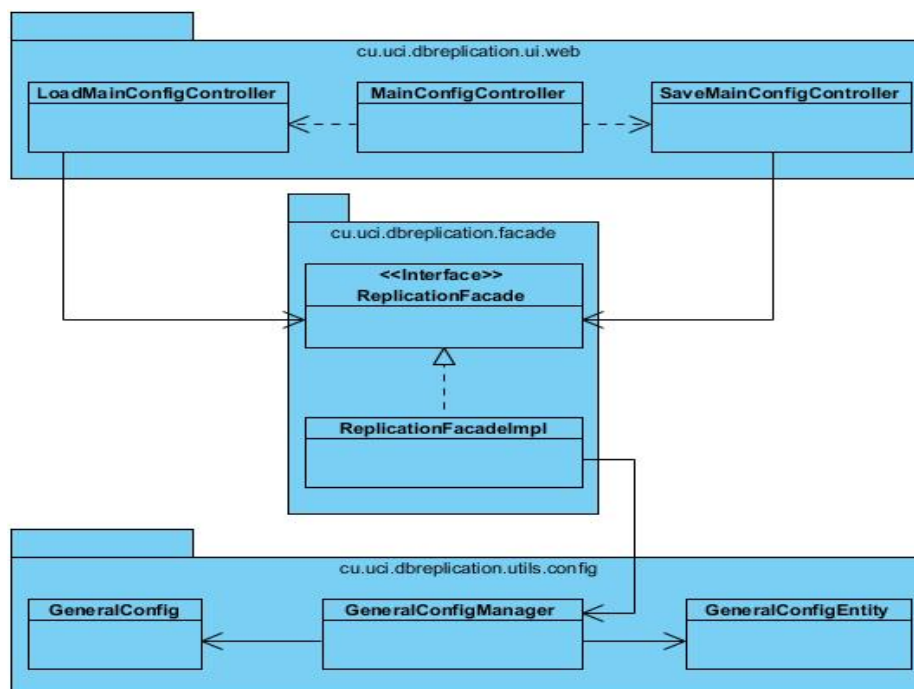 cu.uci.dbreplication.ui.web
LoadMainConfigController
MainConfigController
SaveMainConfigController
cu.uci.dbreplication.facade
<<Interface>>
ReplicationFacade
ReplicationFacadeImpl
cu.uci.dbreplication.utils.config
GeneralConfig
GeneralConfigManager
GeneralConfigEntity